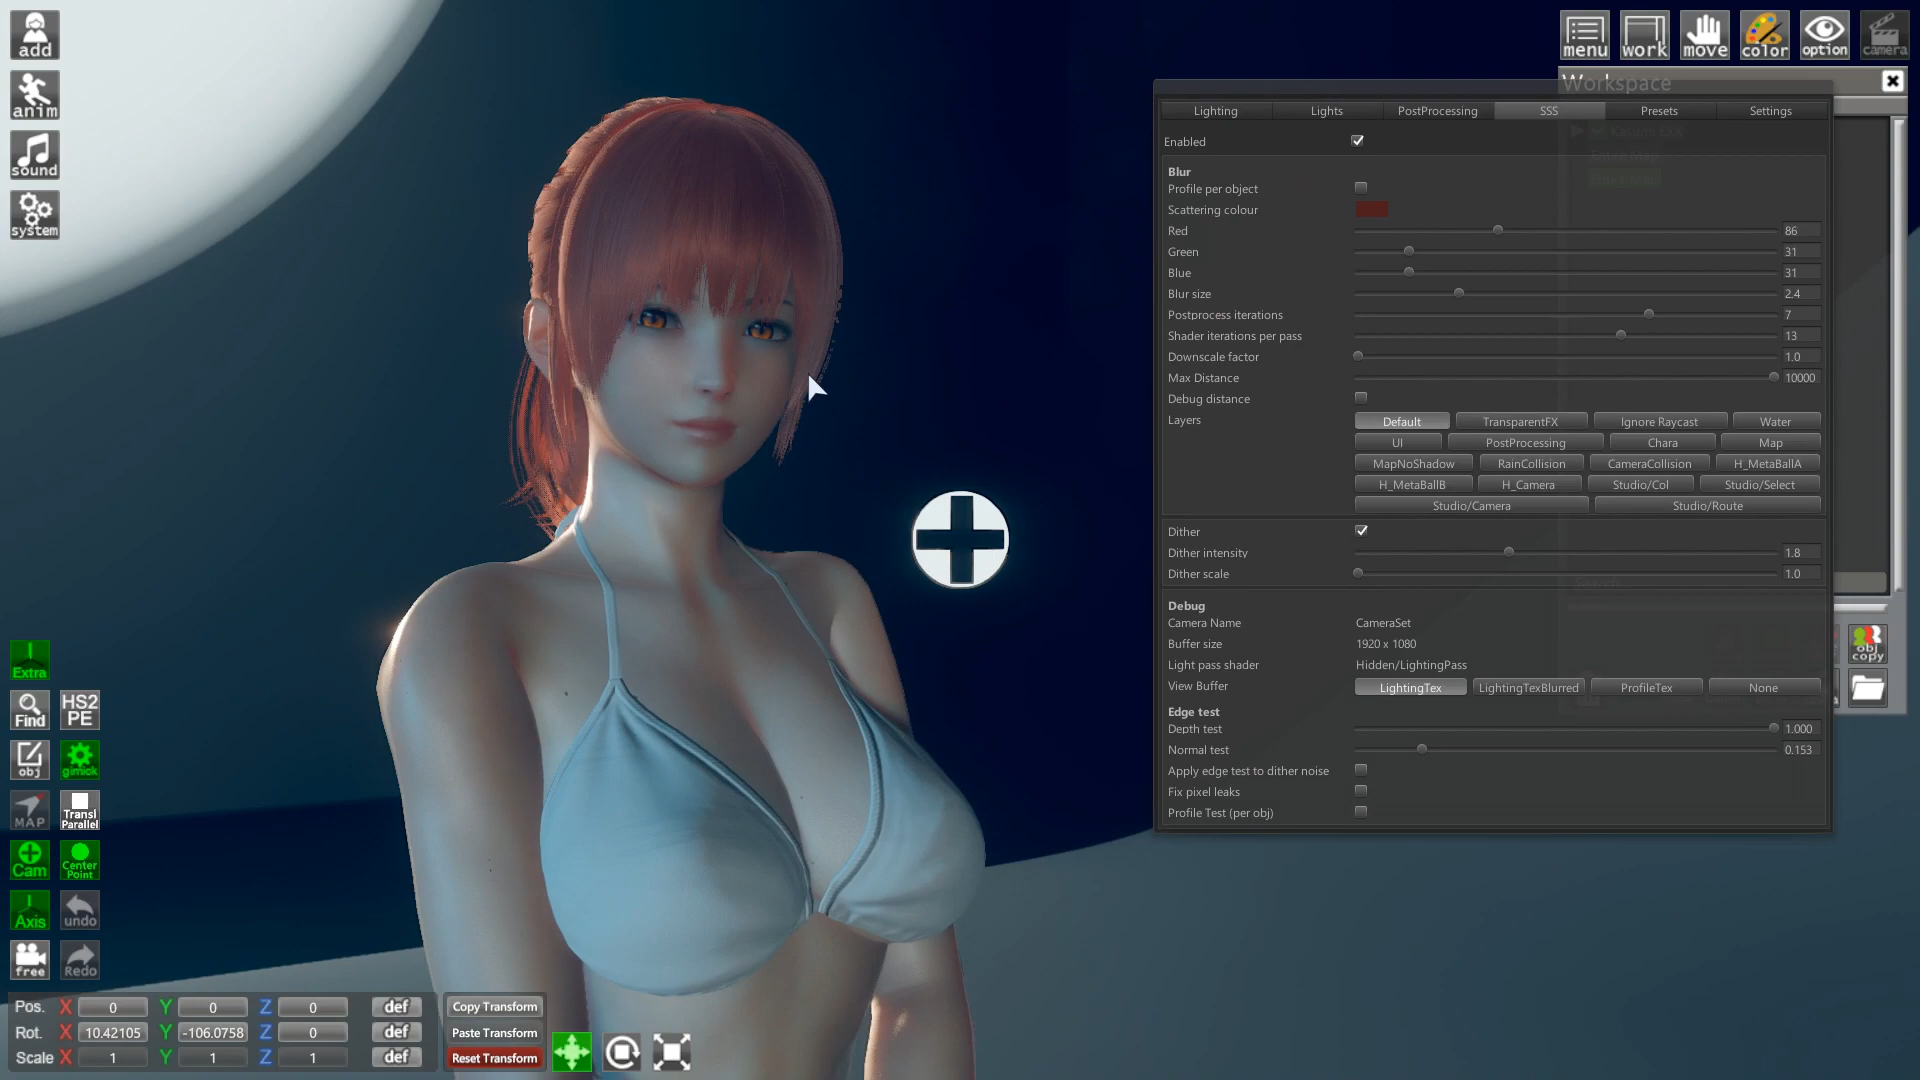 add
anim
sound
system
menu work move color option camera
Workspace
Lighting Lights PostProcessing SSS Presets Settings
Enabled
Blur
Profile per object
Scattering colour
Red 86
Green 31
Blue 31
Blur size 2.4
Postprocess iterations 7
Shader iterations per pass 13
Downscale factor 1.0
Max Distance 10000
Debug distance
Layers Default TransparentFX Ignore Raycast Water
UI PostProcessing Chara Map
MapNoShadow RainCollision CameraCollision H_MetaBallA
H_MetaBallB H_Camera Studio/Col Studio/Select
Studio/Camera Studio/Route
Dither
Dither intensity 1.8
Dither scale 1.0
Debug
Camera Name CameraSet
Buffer size 1920 x 1080
Light pass shader Hidden/LightingPass
View Buffer LightingTex LightingTexBlurred ProfileTex None
Edge test
Depth test 1.000
Normal test 0.153
Apply edge test to dither noise
Fix pixel leaks
Profile Test (per obj)
obj
copy
Extra
Find HS2
PE
obj gimick
MAP Transl
Parallel
Cam Center
Point
Axis undo
free Redo
Pos. X 0 Y 0 Z 0 def Copy Transform
Rot. X 10.42105 Y -106.0758 Z 0 def Paste Transform
Scale X 1 Y 1 Z 1 def Reset Transform